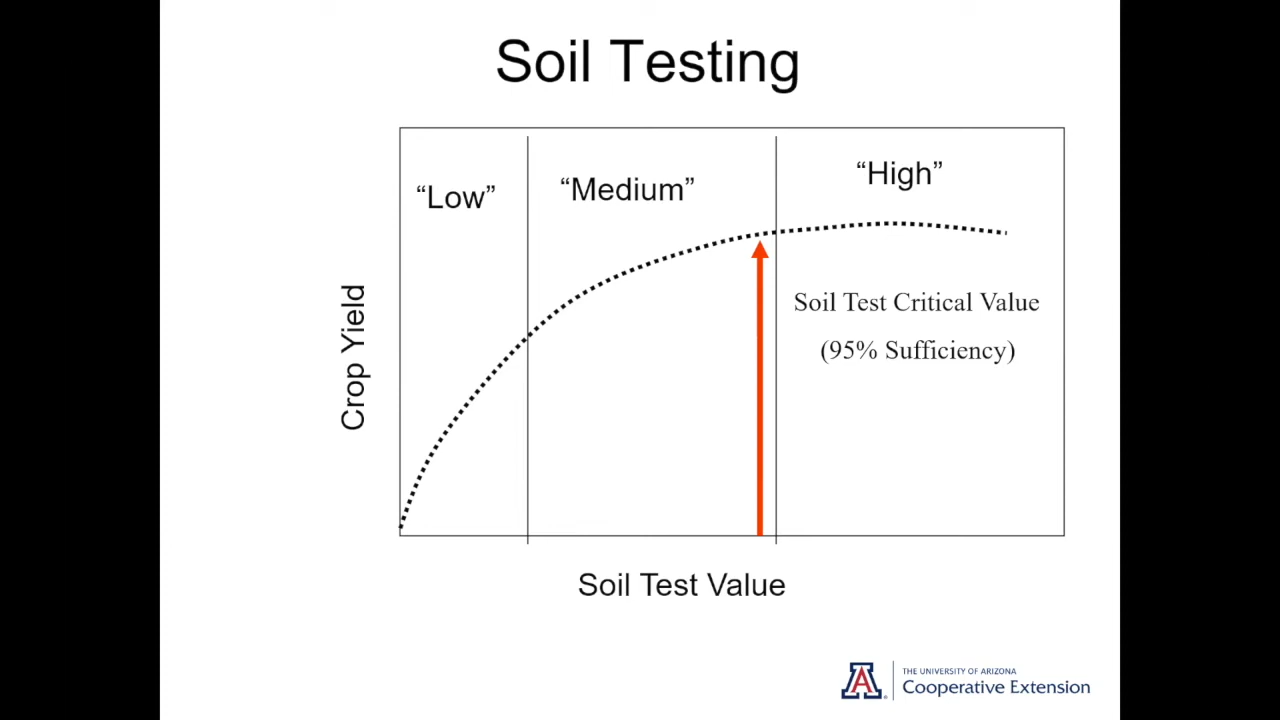 Soil Testing
“Low”
“Medium”
“High”
Crop Yield
Soil Test Critical Value
(95% Sufficiency)
Soil Test Value
A
THE UNIVERSITY OF ARIZONA
Cooperative Extension